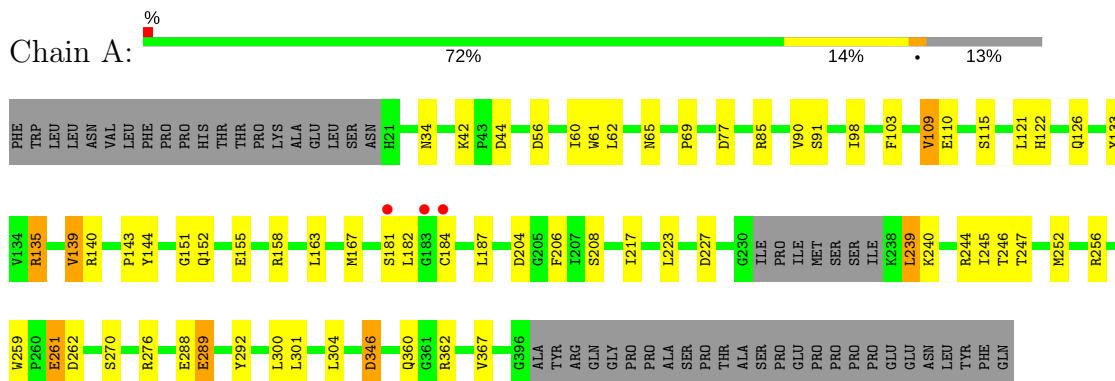 %
Chain A:
72% 14% • 13%
PHE TRP LEU LEU ASN VAL LEU PHE PRO PRO HIS THR THR PRO LYS ALA GLU LEU SER ASN H21 N34 K42 P43 D44 D56 I60 W61 L62 N65 P69 D77 R85 V90 S91 I98 F103 V109 E110 S115 L121 H122 Q126 Y133
V134 R135 V139 R140 P143 Y144 G151 Q152 E155 R158 L163 M167 S181 L182 G183 C184 L187 D204 G205 F206 I207 S208 I217 L223 D227 G230 ILE PRO ILE MET SER SER ILE K238 L239 K240 R244 I245 T246 T247 M252 R256
W259 P260 E261 D262 S270 R276 E288 E289 Y292 L300 L301 L304 D346 Q360 G361 R362 V367 G396 ALA TYR ARG GLN GLY PRO PRO ALA SER PRO THR ALA SER PRO GLU PRO PRO PRO PRO PRO GLU GLU ASN LEU TYR PHE GLN